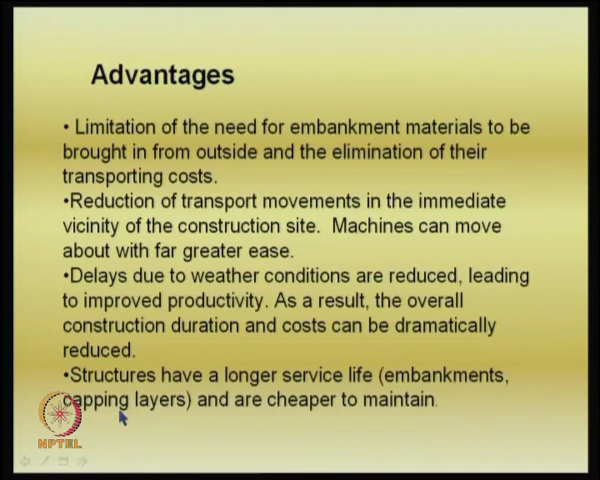 Advantages
• Limitation of the need for embankment materials to be
brought in from outside and the elimination of their
transporting costs.
•Reduction of transport movements in the immediate
vicinity of the construction site.  Machines can move
about with far greater ease.
•Delays due to weather conditions are reduced, leading
to improved productivity. As a result, the overall
construction duration and costs can be dramatically
reduced.
•Structures have a longer service life (embankments,
capping layers) and are cheaper to maintain.
NPTEL